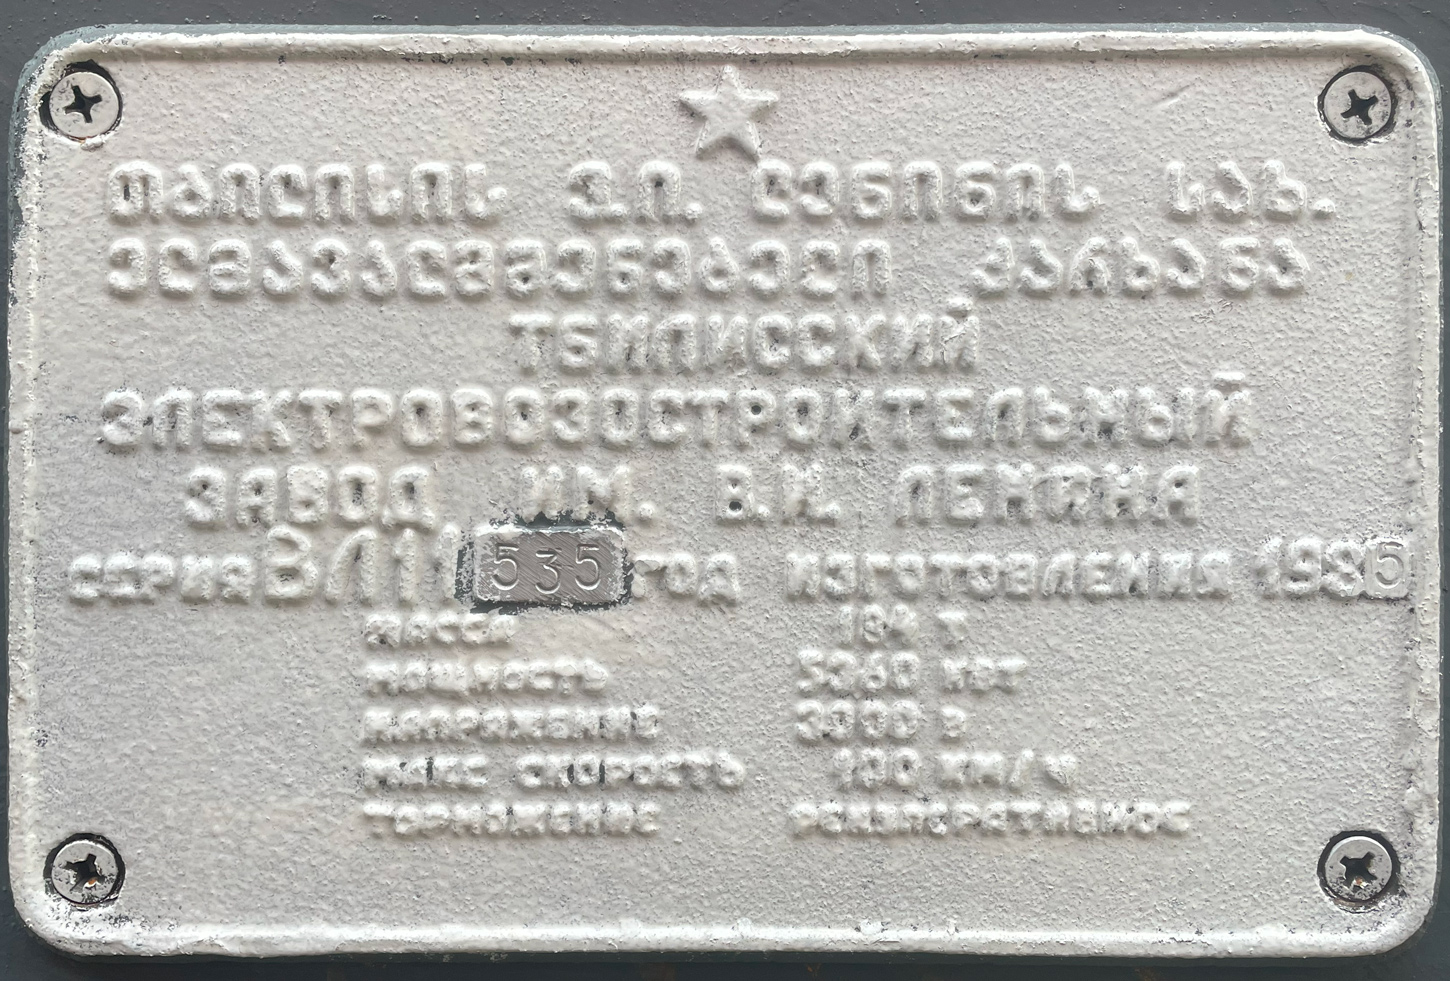 თბილისის ვ.ი. ლენინის სახ.
ელმავალმშენებელი ქარხანა
ТБИЛИССКИЙ
ЭЛЕКТРОВОЗОСТРОИТЕЛЬНЫЙ
ЗАВОД ИМ. В.И. ЛЕНИНА
СЕРИЯ ВЛ11 535 ГОД ИЗГОТОВЛЕНИЯ 1985
МАССА 184 Т
МОЩНОСТЬ 5360 КВТ
НАПРЯЖЕНИЕ 3000 В
МАКС СКОРОСТЬ 100 КМ/Ч
ТОРМОЖЕНИЕ РЕКУПЕРАТИВНОЕ